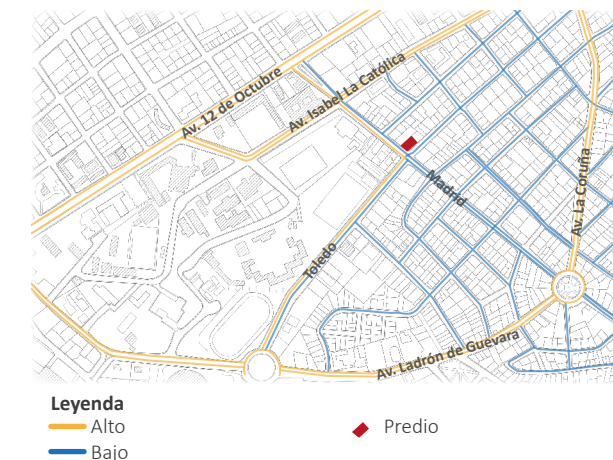 Av. 12 de Octubre
Av. Isabel La Católica
Madrid
Av. La Coruña
Toledo
Av. Ladrón de Guevara
Leyenda
Alto
Predio
Bajo